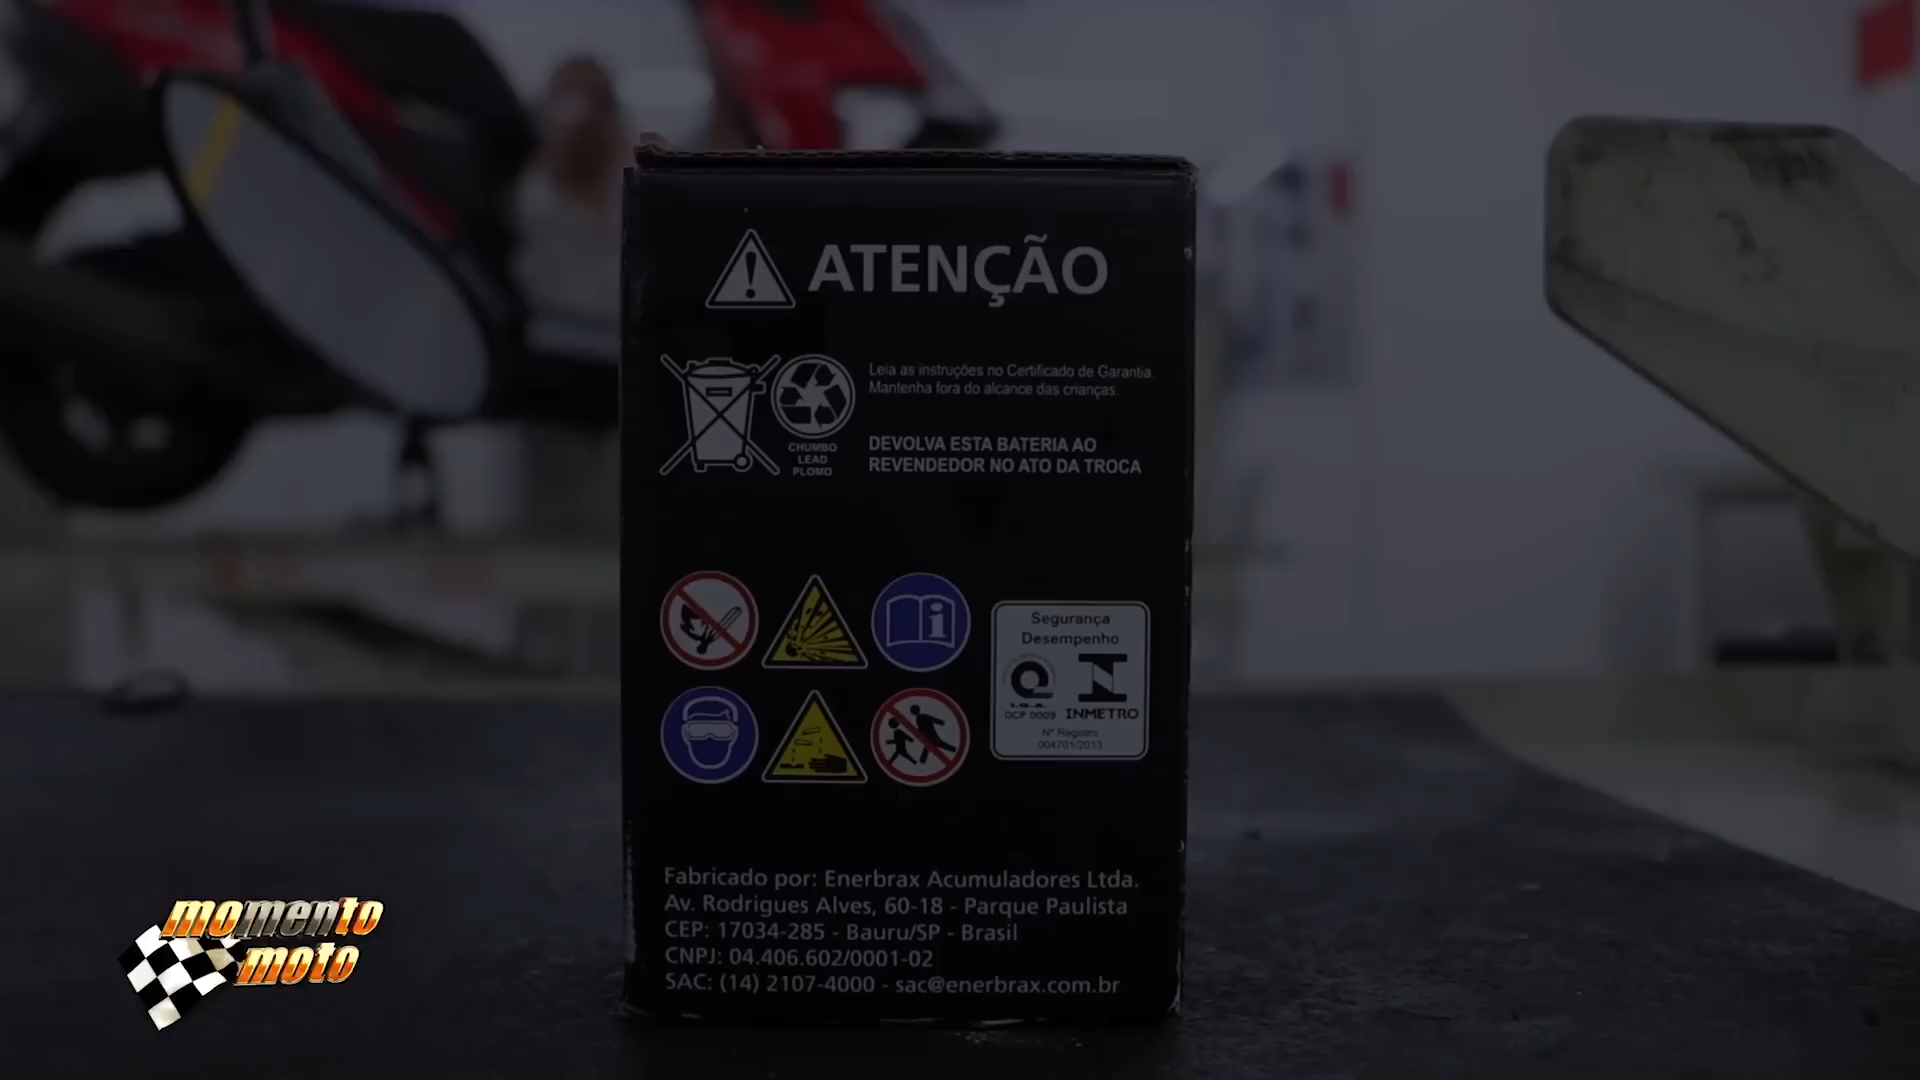 ATENÇÃO
Leia as instruções no Certificado de Garantia.
Mantenha fora do alcance das crianças.
CHUMBO
LEAD
PLOMO
DEVOLVA ESTA BATERIA AO
REVENDEDOR NO ATO DA TROCA
Segurança
Desempenho
OCP 0009 INMETRO
Nº Registro
004701/2013
Fabricado por: Enerbrax Acumuladores Ltda.
Av. Rodrigues Alves, 60-18 - Parque Paulista
CEP: 17034-285 - Bauru/SP - Brasil
CNPJ: 04.406.602/0001-02
SAC: (14) 2107-4000 - sac@enerbrax.com.br
momento
moto